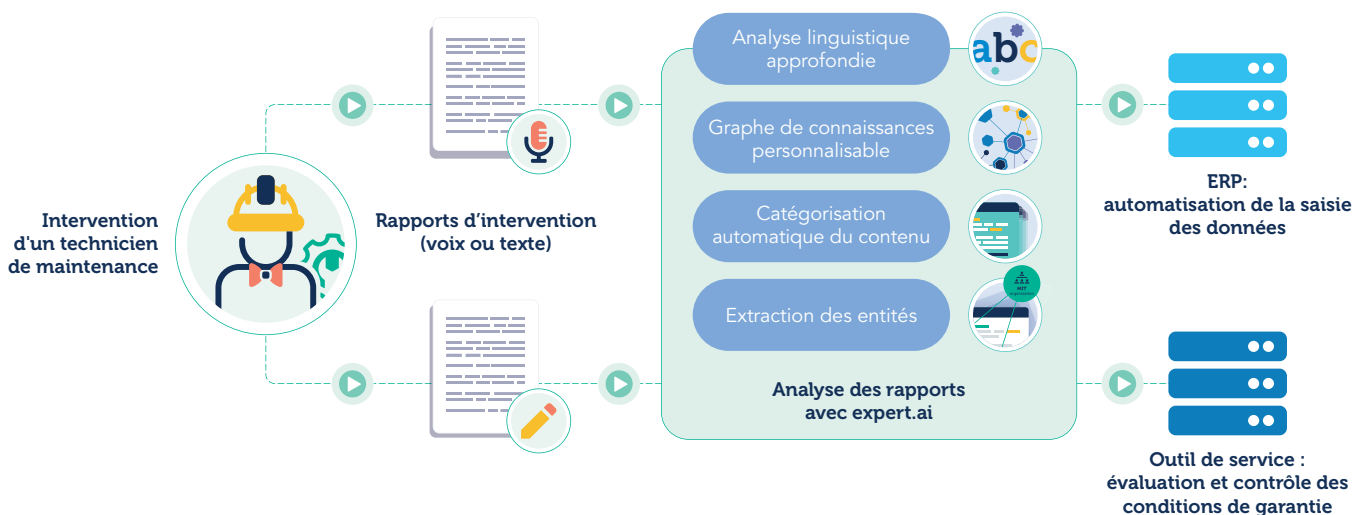 Intervention
d'un technicien
de maintenance
Rapports d’intervention
(voix ou texte)
Analyse linguistique
approfondie
abc
Graphe de connaissances
personnalisable
Catégorisation
automatique du contenu
Extraction des entités
MIT
Analyse des rapports
avec expert.ai
ERP:
automatisation de la saisie
des données
Outil de service :
évaluation et contrôle des
conditions de garantie